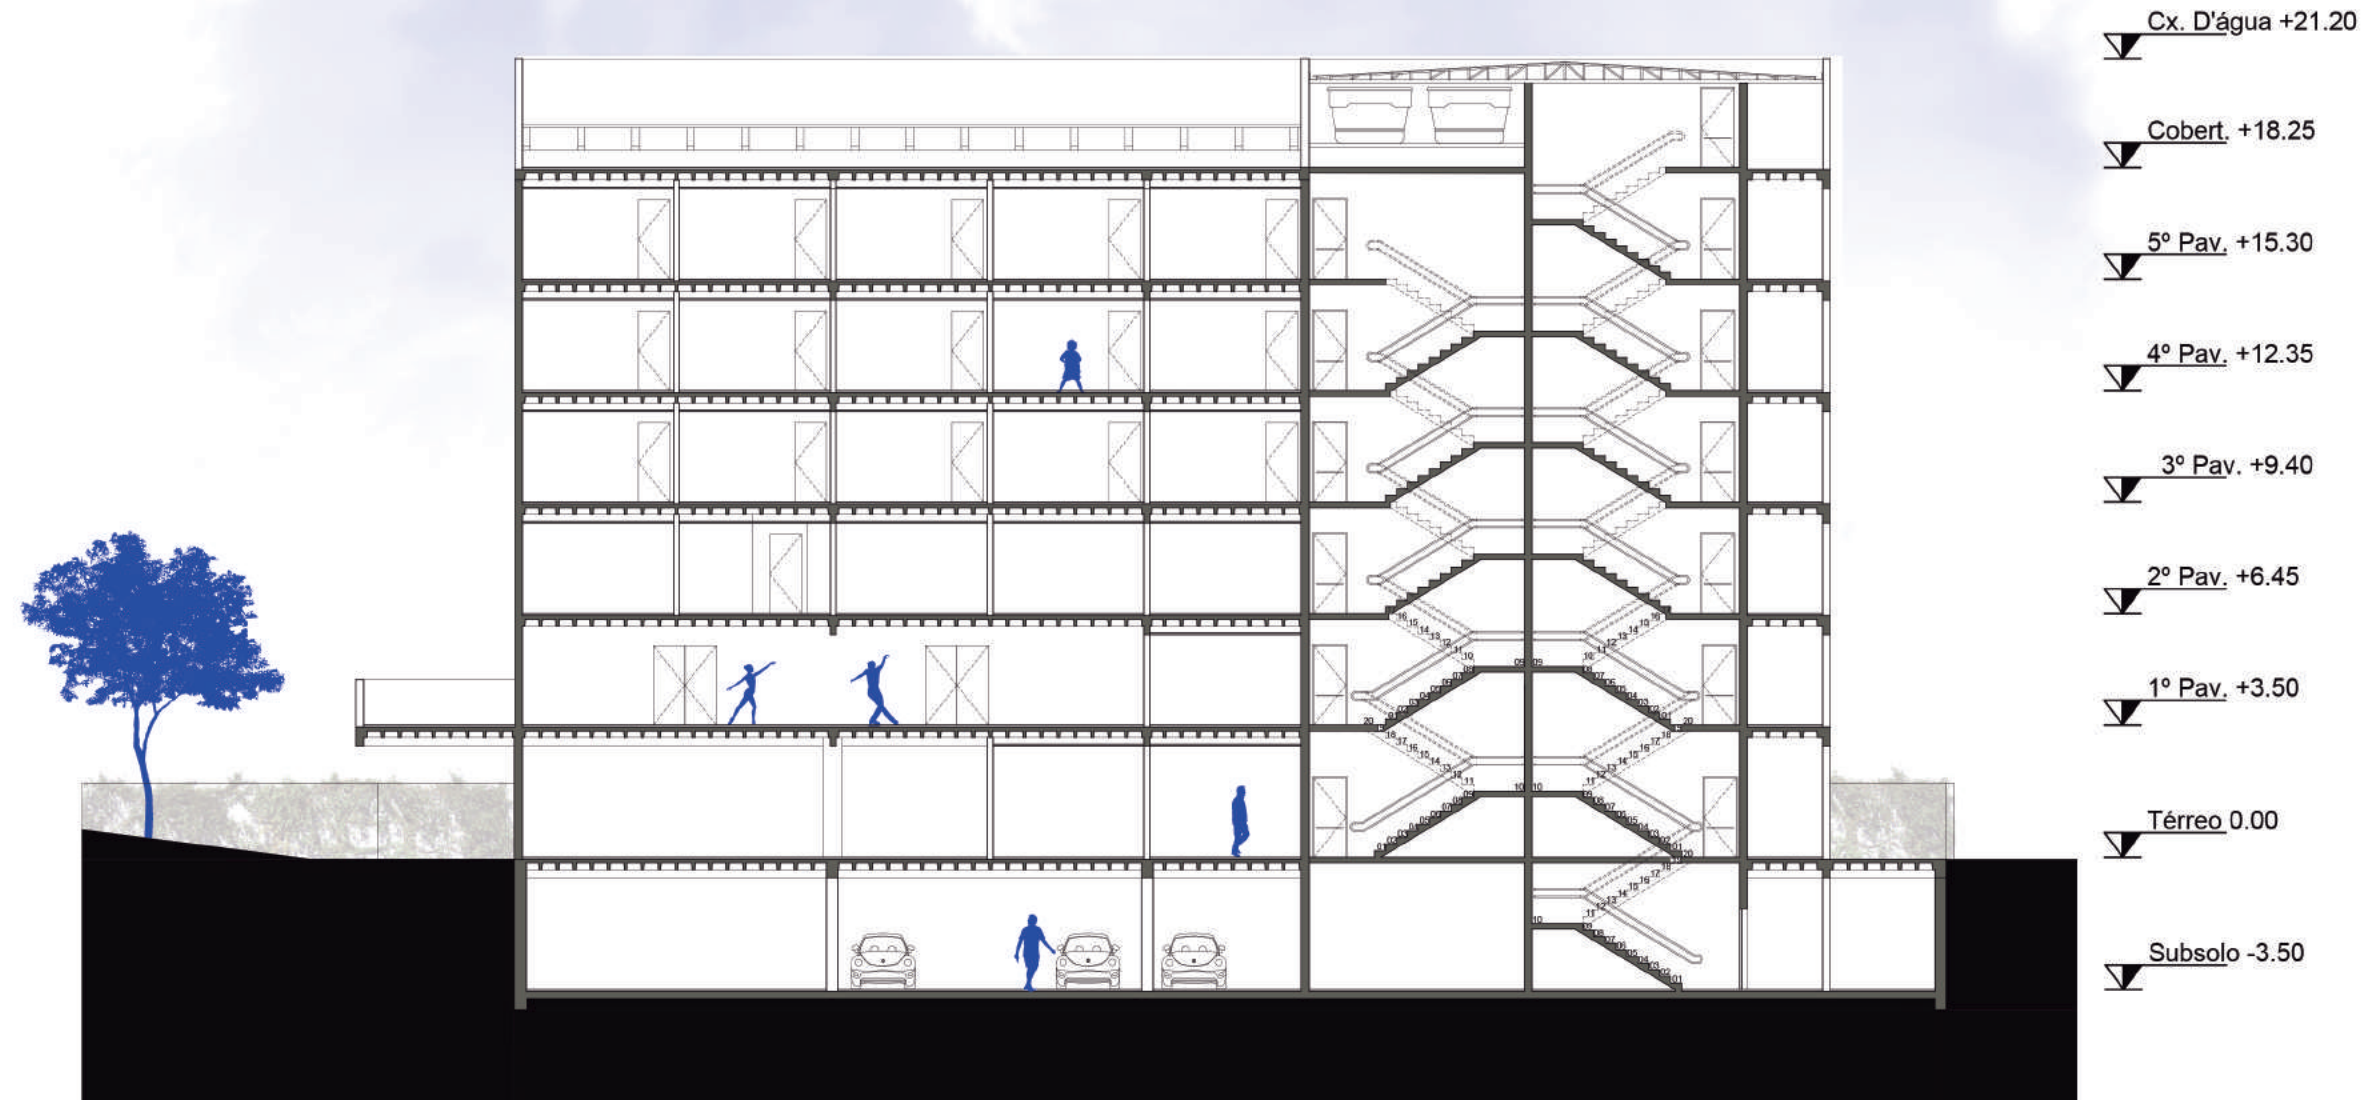 Cx. D'água +21.20
Cobert. +18.25
5º Pav. +15.30
4º Pav. +12.35
3º Pav. +9.40
2º Pav. +6.45
1º Pav. +3.50
Térreo 0.00
Subsolo -3.50